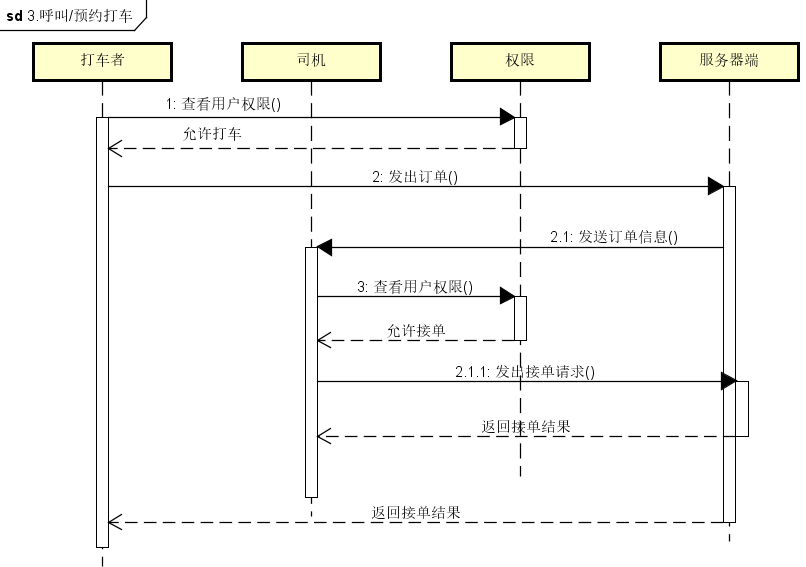 sd 3.呼叫/预约打车
打车者
司机
权限
服务器端
1: 查看用户权限()
允许打车
2: 发出订单()
2.1: 发送订单信息()
3: 查看用户权限()
允许接单
2.1.1: 发出接单请求()
返回接单结果
返回接单结果